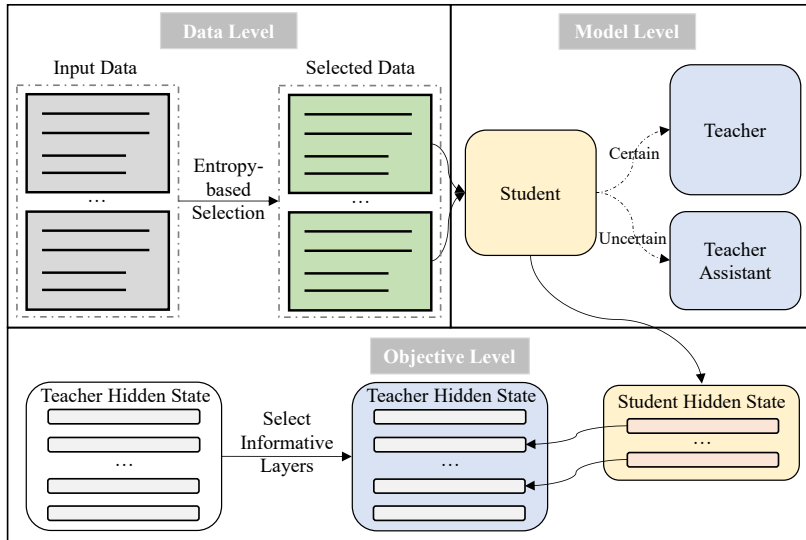 Data Level
Input Data
Selected Data
...
Entropy-
based
Selection
...
Model Level
Student
Certain
Uncertain
Teacher
Teacher
Assistant
Objective Level
Teacher Hidden State
...
Select
Informative
Layers
Teacher Hidden State
...
Student Hidden State
...